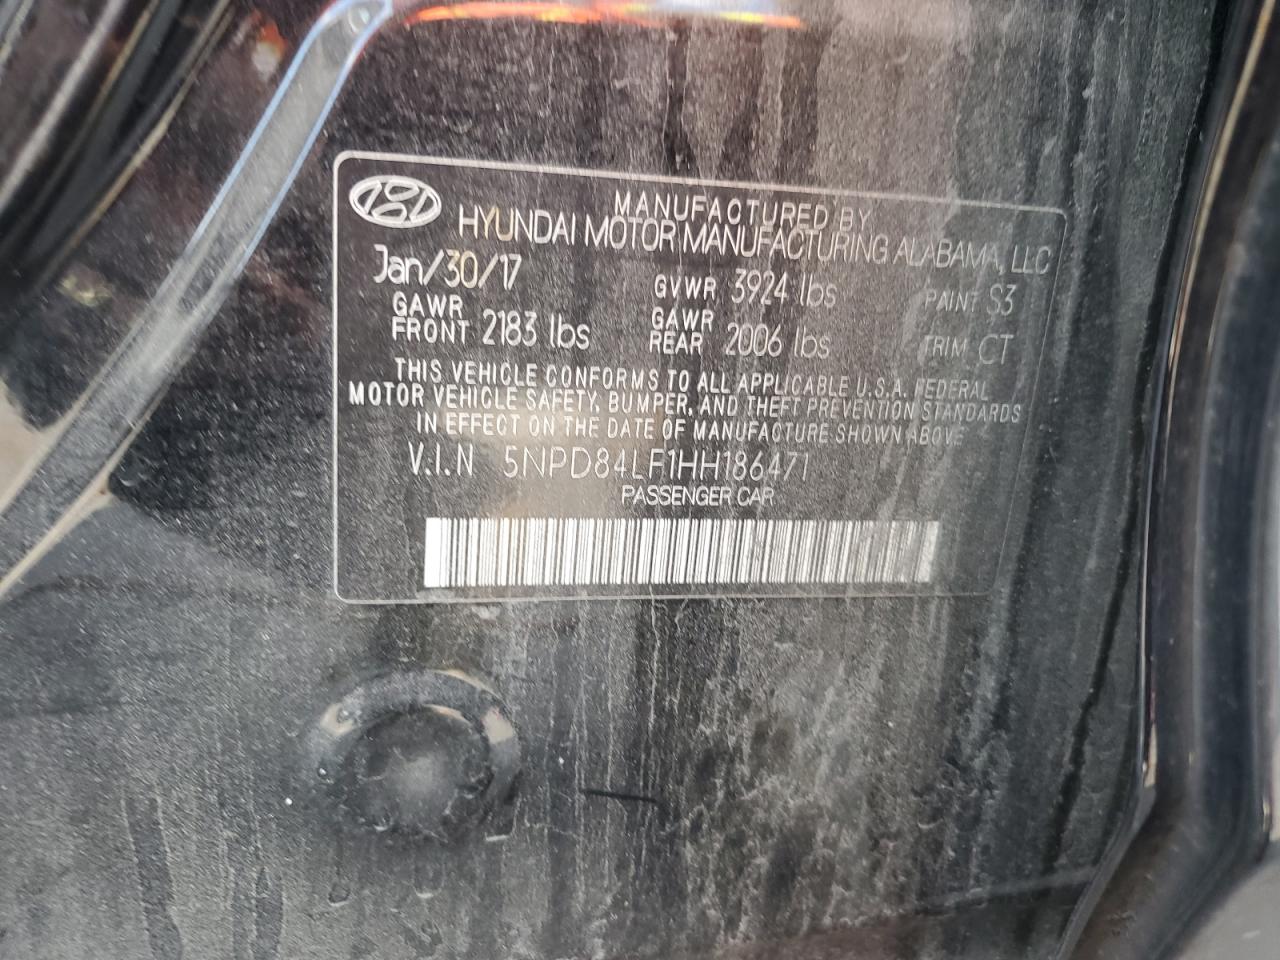 MANUFACTURED BY
HYUNDAI MOTOR MANUFACTURING ALABAMA, LLC
Jan/30/17 GVWR 3924 lbs PAINT S3
GAWR FRONT 2183 lbs GAWR REAR 2006 lbs TRIM CT
THIS VEHICLE CONFORMS TO ALL APPLICABLE U.S.A. FEDERAL
MOTOR VEHICLE SAFETY, BUMPER, AND THEFT PREVENTION STANDARDS
IN EFFECT ON THE DATE OF MANUFACTURE SHOWN ABOVE
V.I.N 5NPD84LF1HH186471
PASSENGER CAR